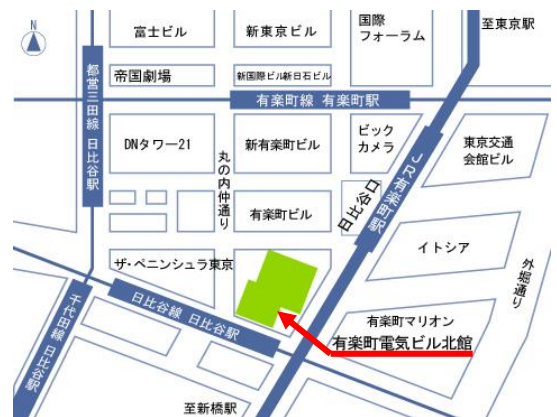 N
富士ビル
新東京ビル
国際
フォーラム
至東京駅
帝国劇場
新国際ビル
新日石ビル
都営三田線 日比谷駅
有楽町線 有楽町駅
DNタワー21
丸の内仲通り
新有楽町ビル
ビック
カメラ
JR有楽町駅
東京交通
会館ビル
有楽町ビル
日比谷口
ザ・ペニンシュラ東京
イトシア
外堀通り
日比谷線 日比谷駅
千代田線 日比谷駅
有楽町マリオン
有楽町電気ビル北館
至新橋駅